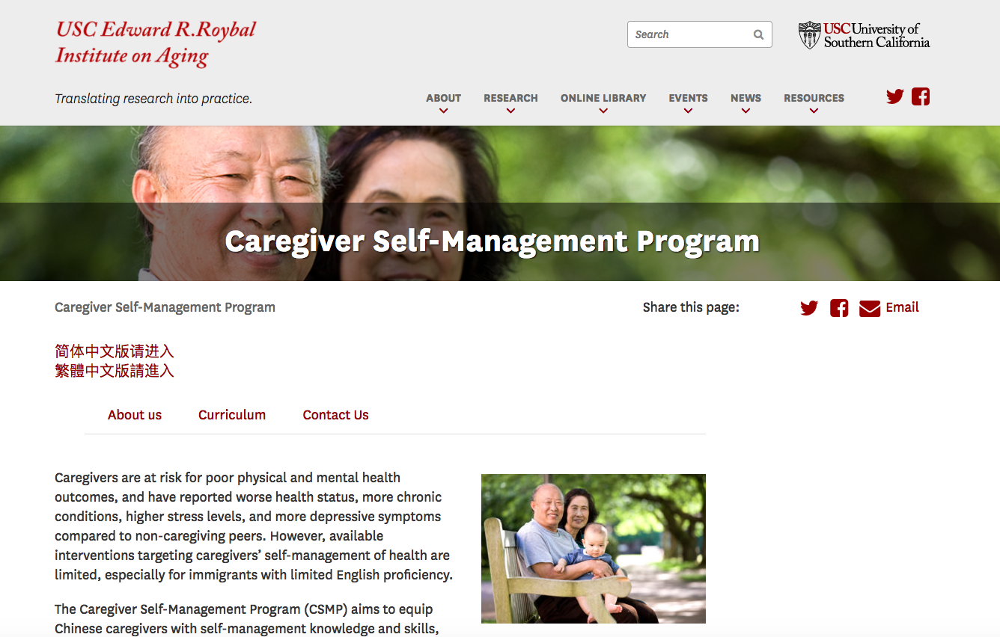 USC Edward R.Roybal
Institute on Aging
Search
USC University of
Southern California
Translating research into practice.
ABOUT
RESEARCH
ONLINE LIBRARY
EVENTS
NEWS
RESOURCES
Caregiver Self-Management Program
Caregiver Self-Management Program
Share this page:
Email
简体中文版请进入
繁體中文版請進入
About us
Curriculum
Contact Us
Caregivers are at risk for poor physical and mental health
outcomes, and have reported worse health status, more chronic
conditions, higher stress levels, and more depressive symptoms
compared to non-caregiving peers. However, available
interventions targeting caregivers’ self-management of health are
limited, especially for immigrants with limited English proficiency.
The Caregiver Self-Management Program (CSMP) aims to equip
Chinese caregivers with self-management knowledge and skills,